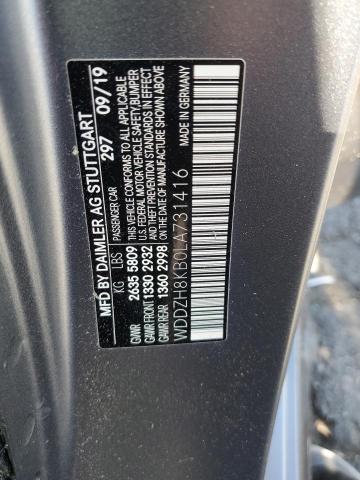 MFD BY DAIMLER AG STUTTGART
297 09/19
PASSENGER CAR
KG LBS
GVWR 2635 5809
GAWR FRONT 1330 2932
GAWR REAR 1360 2998
THIS VEHICLE CONFORMS TO ALL APPLICABLE
U.S. FEDERAL MOTOR VEHICLE SAFETY, BUMPER
AND THEFT PREVENTION STANDARDS IN EFFECT
ON THE DATE OF MANUFACTURE SHOWN ABOVE.
MADE IN GERMANY
WDDZH8KB0LA731416